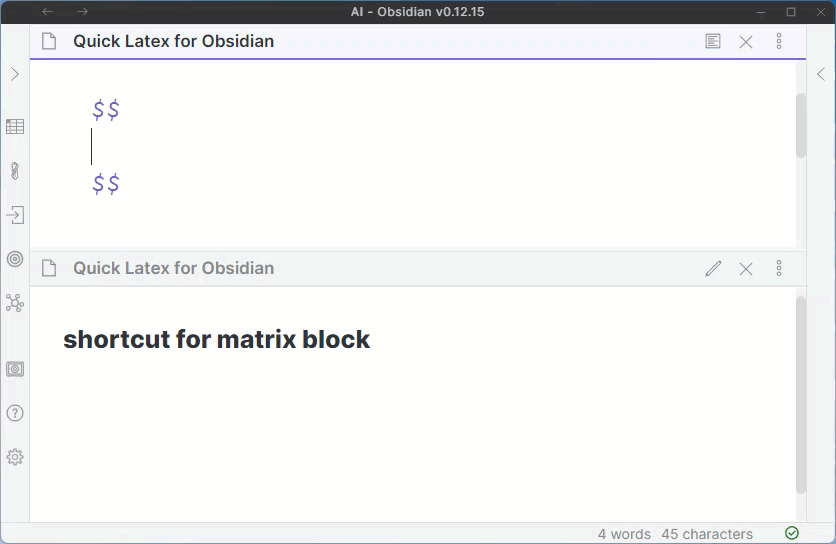 AI - Obsidian v0.12.15
Quick Latex for Obsidian
$$
$$
Quick Latex for Obsidian
shortcut for matrix block
4 words 45 characters